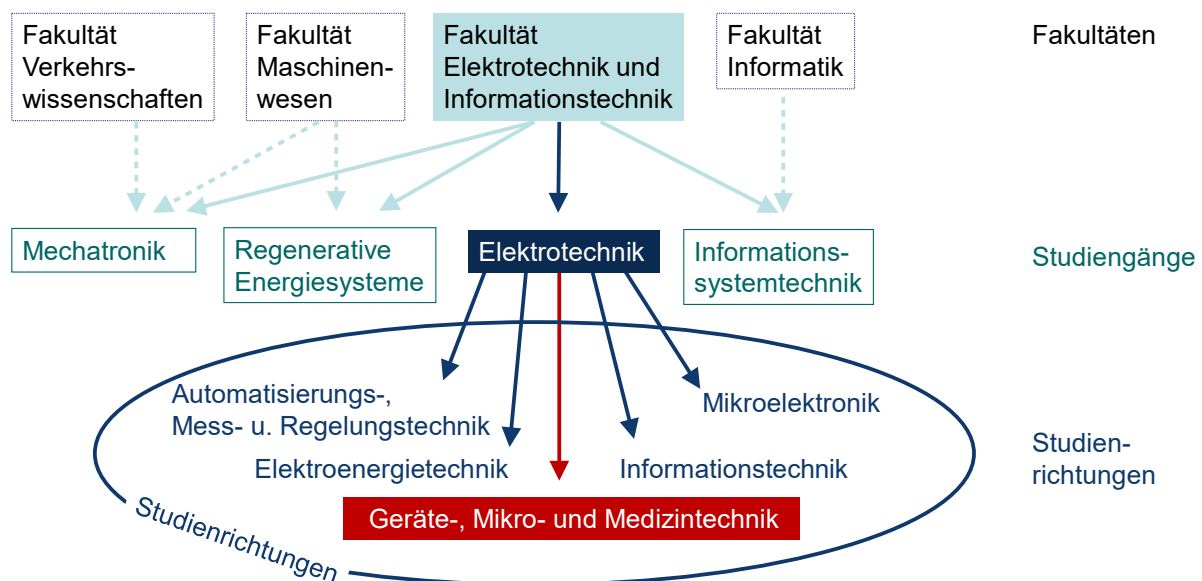 Fakultät
Verkehrs-
wissenschaften
Fakultät
Maschinen-
wesen
Fakultät
Elektrotechnik und
Informationstechnik
Fakultät
Informatik
Fakultäten
Mechatronik
Regenerative
Energiesysteme
Elektrotechnik
Informations-
systemtechnik
Studiengänge
Automatisierungs-,
Mess- u. Regelungstechnik
Mikroelektronik
Elektroenergietechnik
Informationstechnik
Studien-
richtungen
Geräte-, Mikro- und Medizintechnik
Studienrichtungen